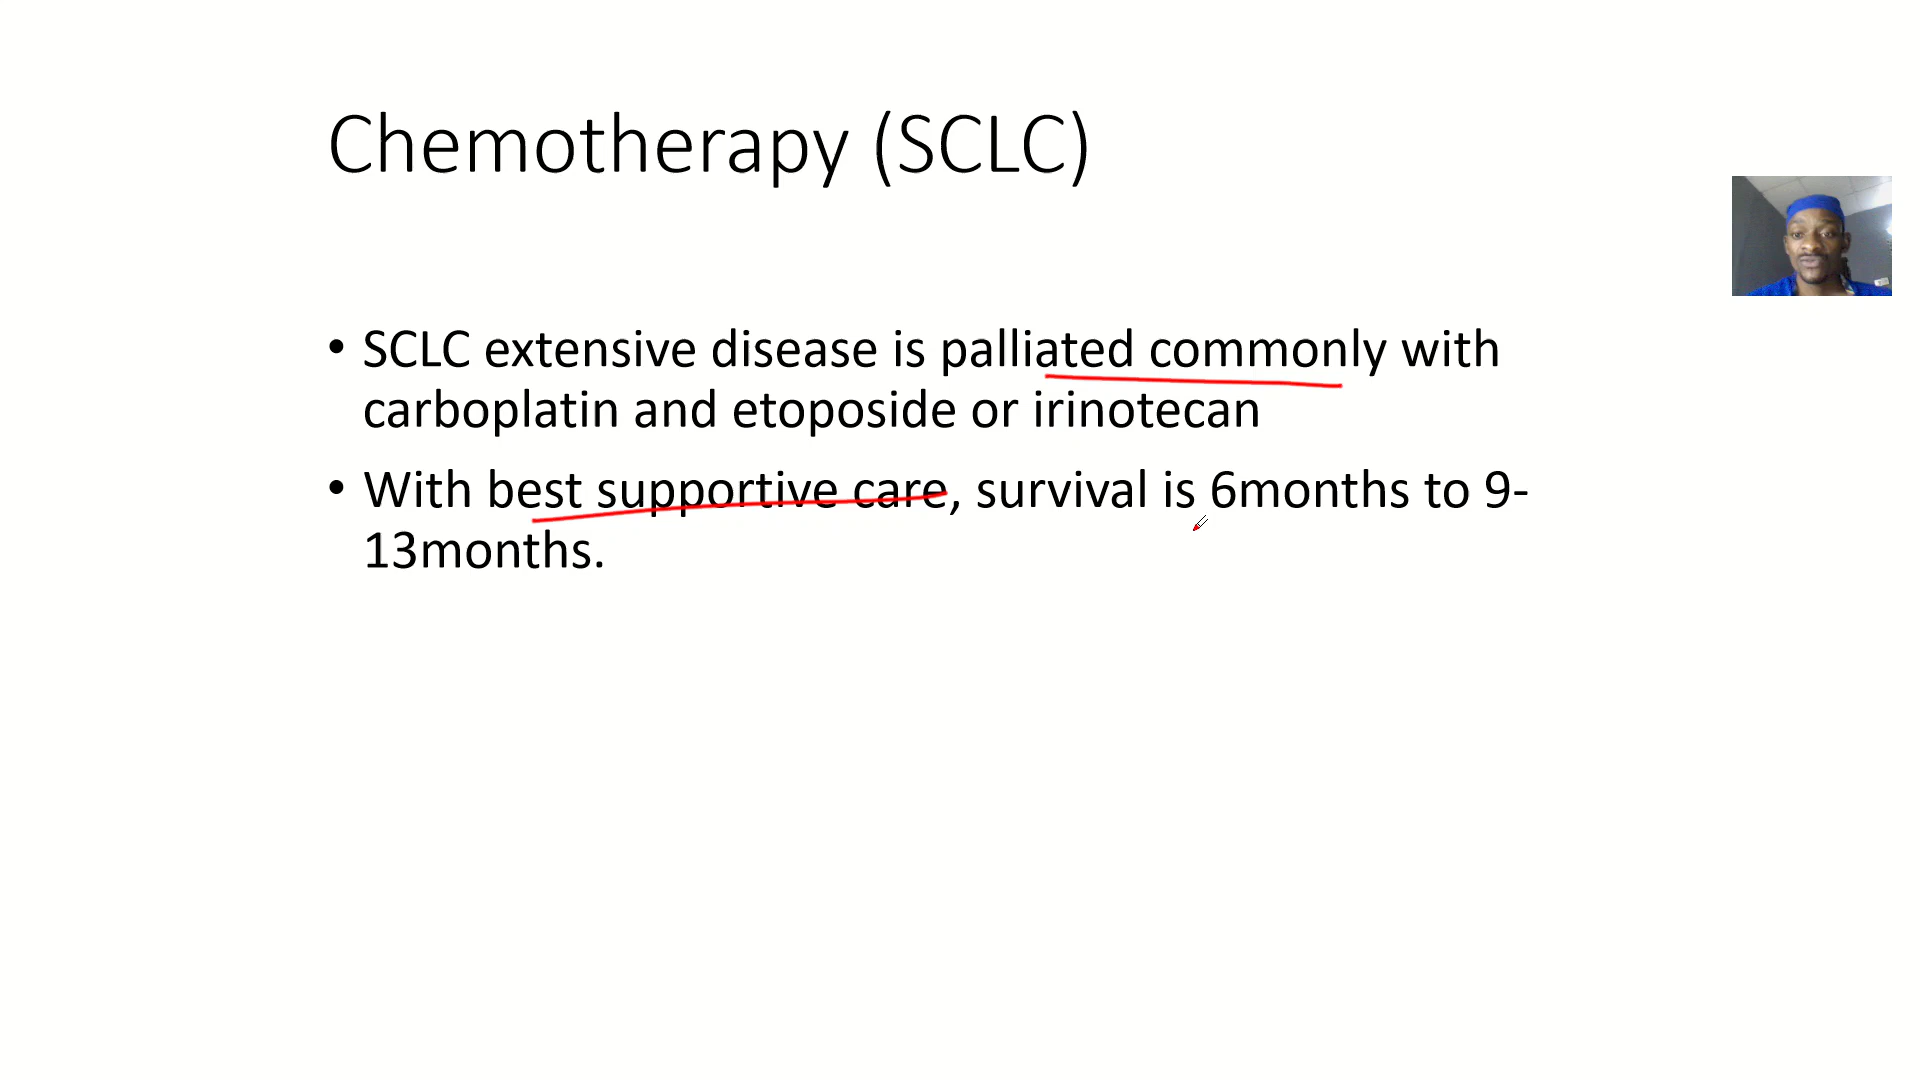 Chemotherapy (SCLC)
• SCLC extensive disease is palliated commonly with
carboplatin and etoposide or irinotecan
• With best supportive care, survival is 6months to 9-
13months.